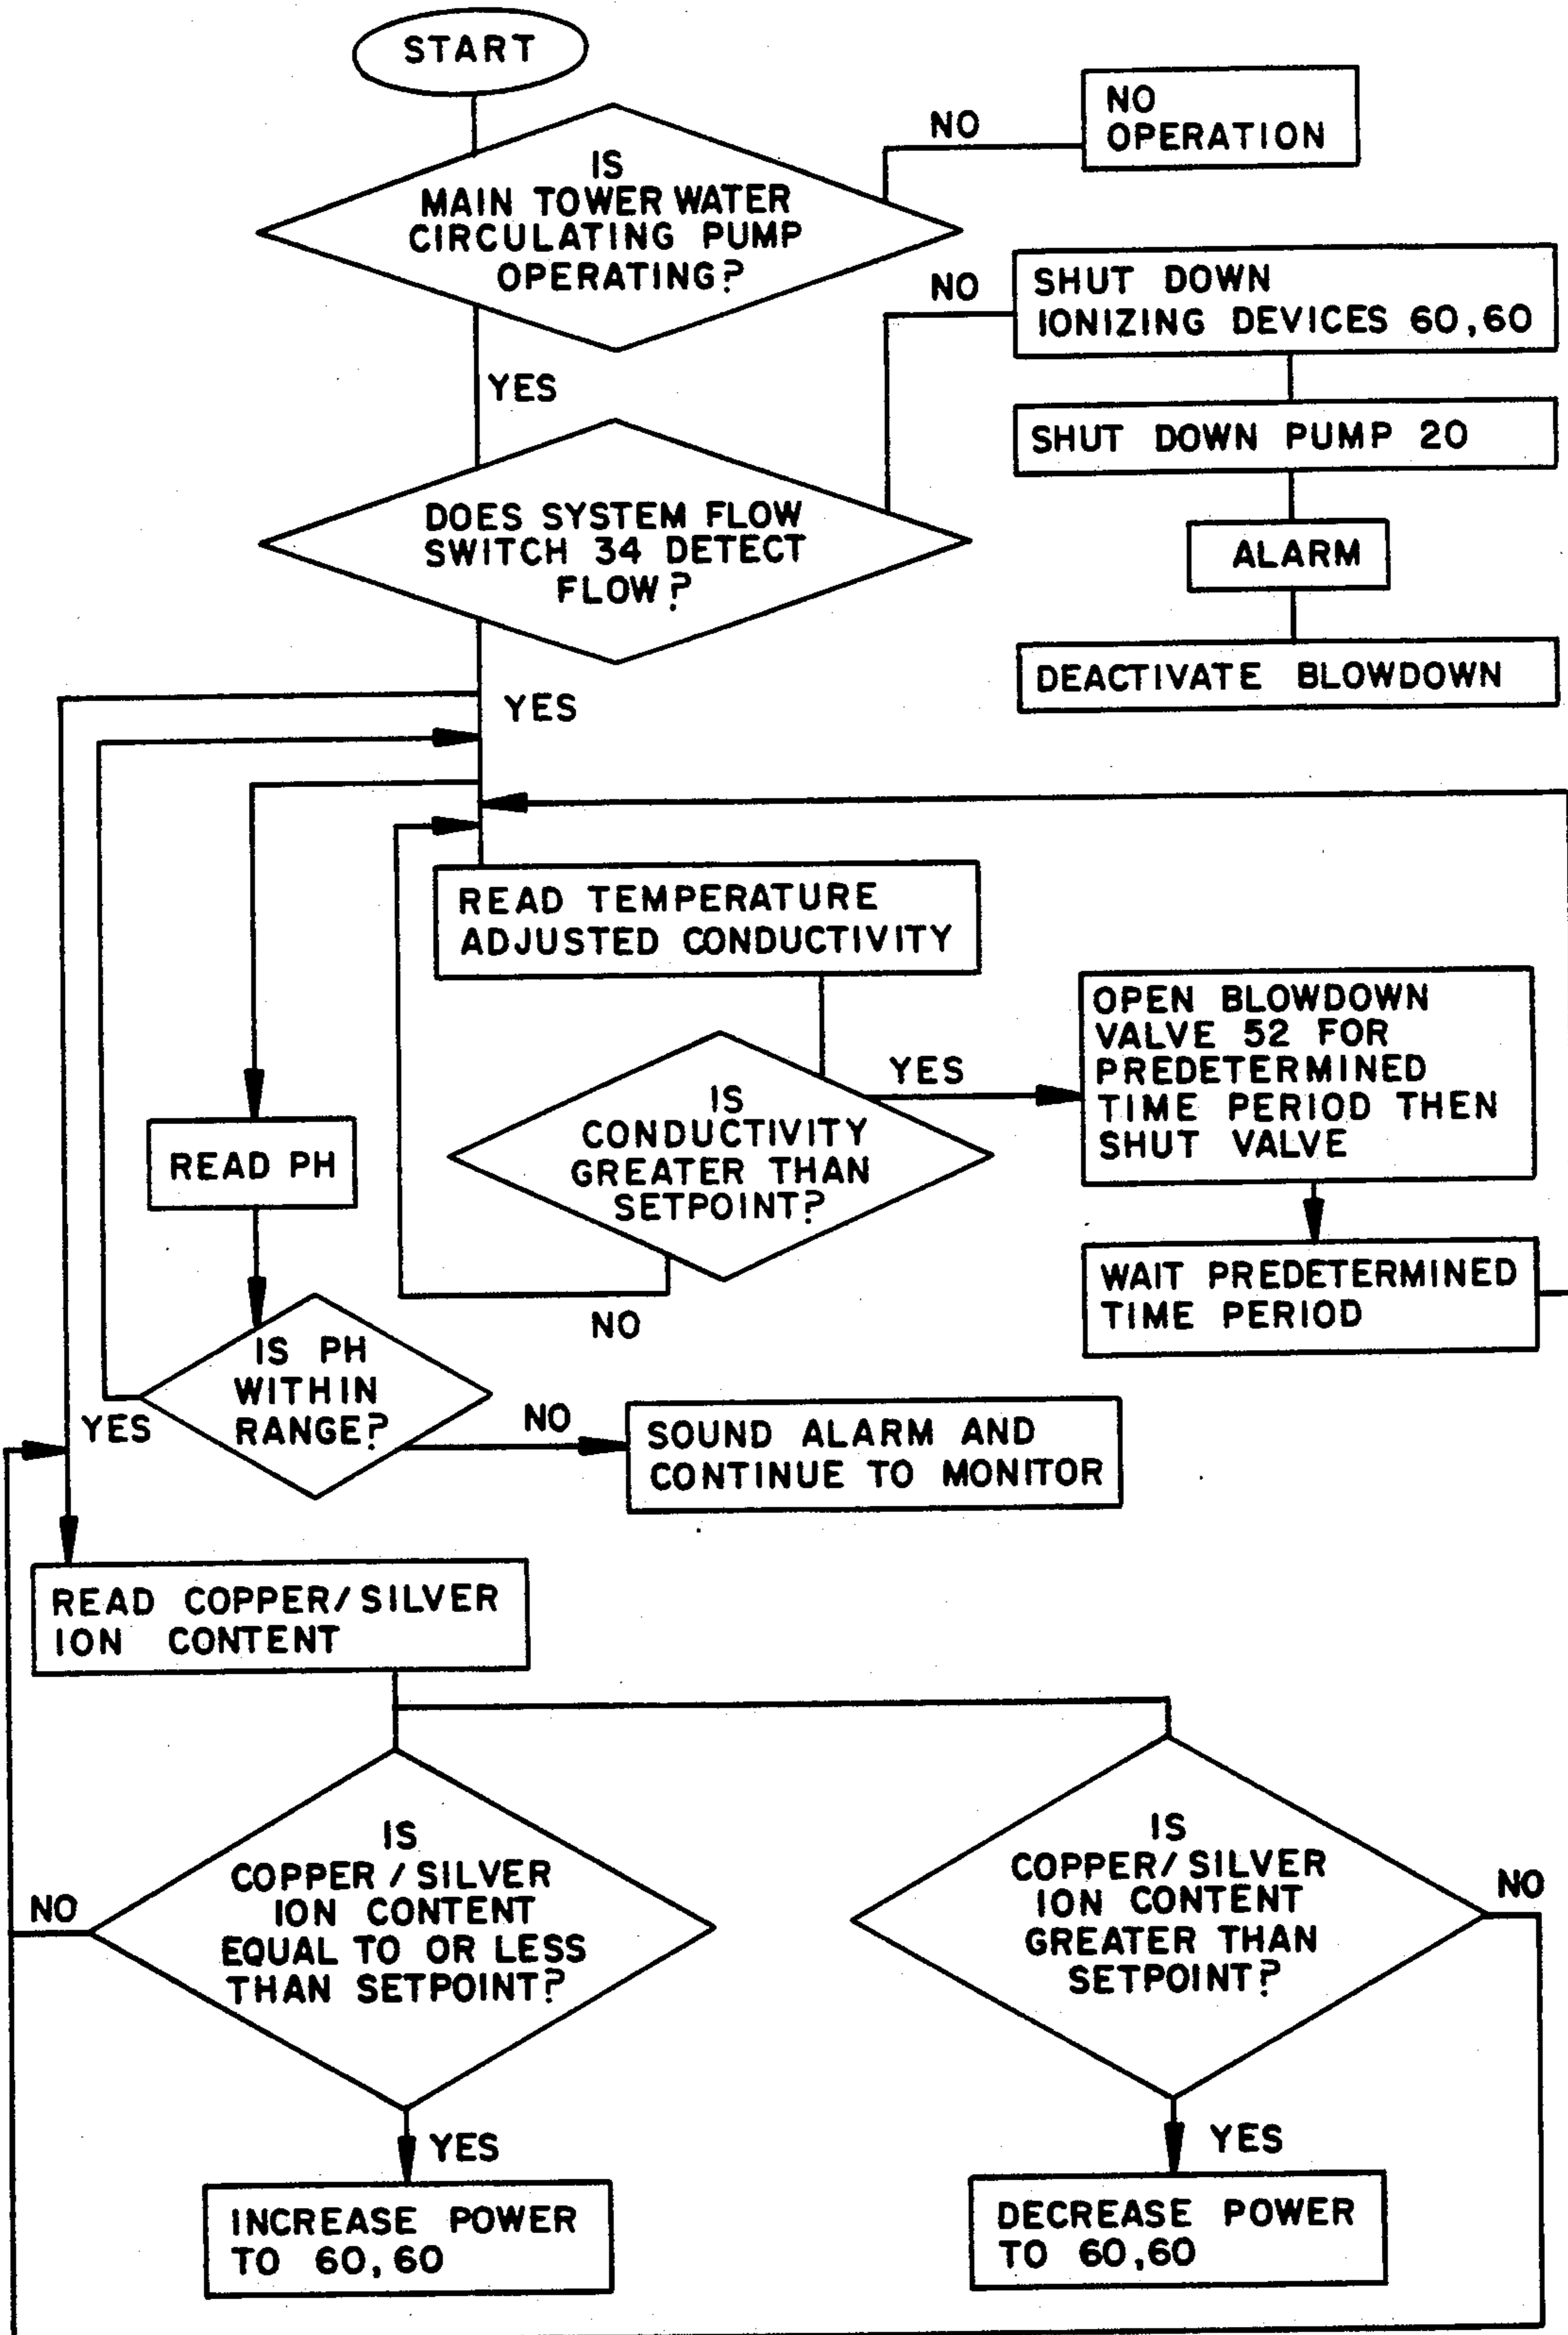 START
IS
MAIN TOWER WATER
CIRCULATING PUMP
OPERATING?
NO
NO
OPERATION
YES
NO
SHUT DOWN
IONIZING DEVICES 60,60
SHUT DOWN PUMP 20
ALARM
DEACTIVATE BLOWDOWN
DOES SYSTEM FLOW
SWITCH 34 DETECT
FLOW?
YES
READ TEMPERATURE
ADJUSTED CONDUCTIVITY
IS
CONDUCTIVITY
GREATER THAN
SETPOINT?
YES
OPEN BLOWDOWN
VALVE 52 FOR
PREDETERMINED
TIME PERIOD THEN
SHUT VALVE
WAIT PREDETERMINED
TIME PERIOD
NO
READ PH
IS PH
WITHIN
RANGE?
YES
NO
SOUND ALARM AND
CONTINUE TO MONITOR
READ COPPER/SILVER
ION CONTENT
IS
COPPER / SILVER
ION CONTENT
EQUAL TO OR LESS
THAN SETPOINT?
NO
YES
INCREASE POWER
TO 60,60
IS
COPPER/SILVER
ION CONTENT
GREATER THAN
SETPOINT?
NO
YES
DECREASE POWER
TO 60,60